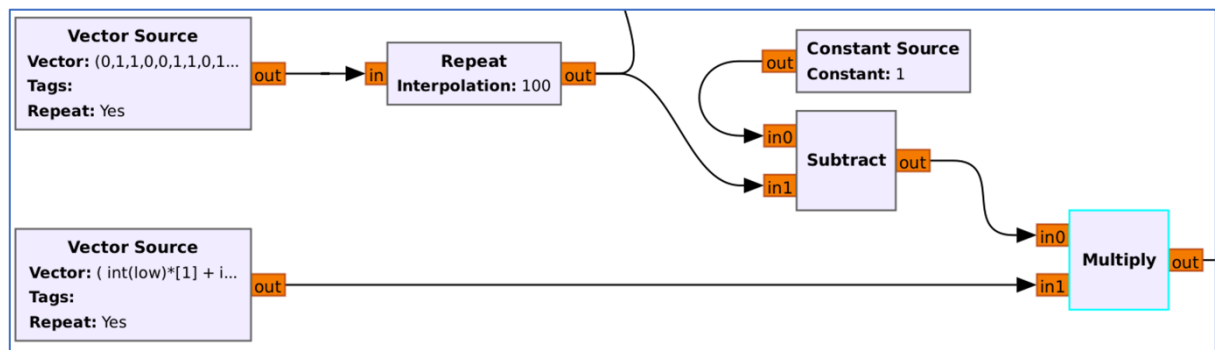 Vector Source
Vector: (0,1,1,0,0,1,1,0,1...
Tags:
Repeat: Yes
out
in
Repeat
Interpolation: 100
out
out
Constant Source
Constant: 1
in0
in1
Subtract
out
Vector Source
Vector: ( int(low)*[1] + i...
Tags:
Repeat: Yes
out
in0
in1
Multiply
out